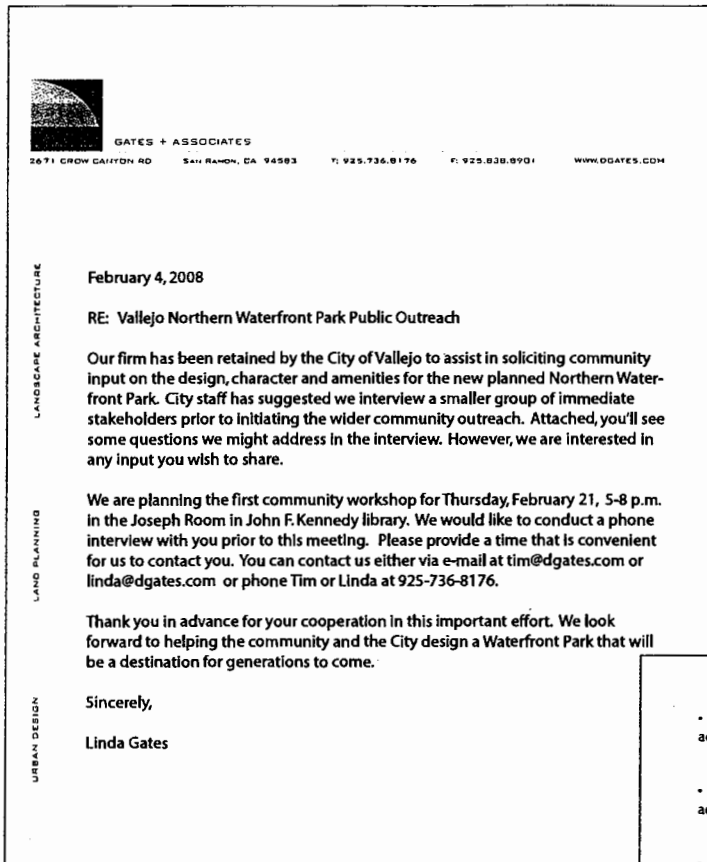 GATES + ASSOCIATES
2671 CROW CANYON RD SAN RAMON, CA 94583 T: 925.736.8176 F: 925.838.8901 WWW.DGATES.COM
LANDSCAPE ARCHITECTURE
LAND PLANNING
URBAN DESIGN
February 4, 2008
RE: Vallejo Northern Waterfront Park Public Outreach
Our firm has been retained by the City of Vallejo to assist in soliciting community
input on the design, character and amenities for the new planned Northern Water-
front Park. City staff has suggested we interview a smaller group of immediate
stakeholders prior to initiating the wider community outreach. Attached, you'll see
some questions we might address in the interview. However, we are interested in
any input you wish to share.
We are planning the first community workshop for Thursday, February 21, 5-8 p.m.
in the Joseph Room in John F. Kennedy library. We would like to conduct a phone
interview with you prior to this meeting. Please provide a time that is convenient
for us to contact you. You can contact us either via e-mail at tim@dgates.com or
linda@dgates.com or phone Tim or Linda at 925-736-8176.
Thank you in advance for your cooperation in this important effort. We look
forward to helping the community and the City design a Waterfront Park that will
be a destination for generations to come.
Sincerely,
Linda Gates